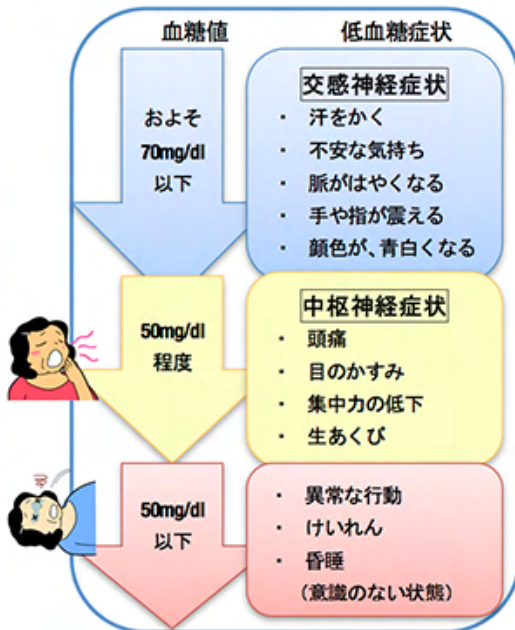 血糖値
低血糖症状
およそ
70mg/dl
以下
交感神経症状
・ 汗をかく
・ 不安な気持ち
・ 脈がはやくなる
・ 手や指が震える
・ 顔色が、青白くなる
50mg/dl
程度
中枢神経症状
・ 頭痛
・ 目のかすみ
・ 集中力の低下
・ 生あくび
50mg/dl
以下
・ 異常な行動
・ けいれん
・ 昏睡
(意識のない状態)